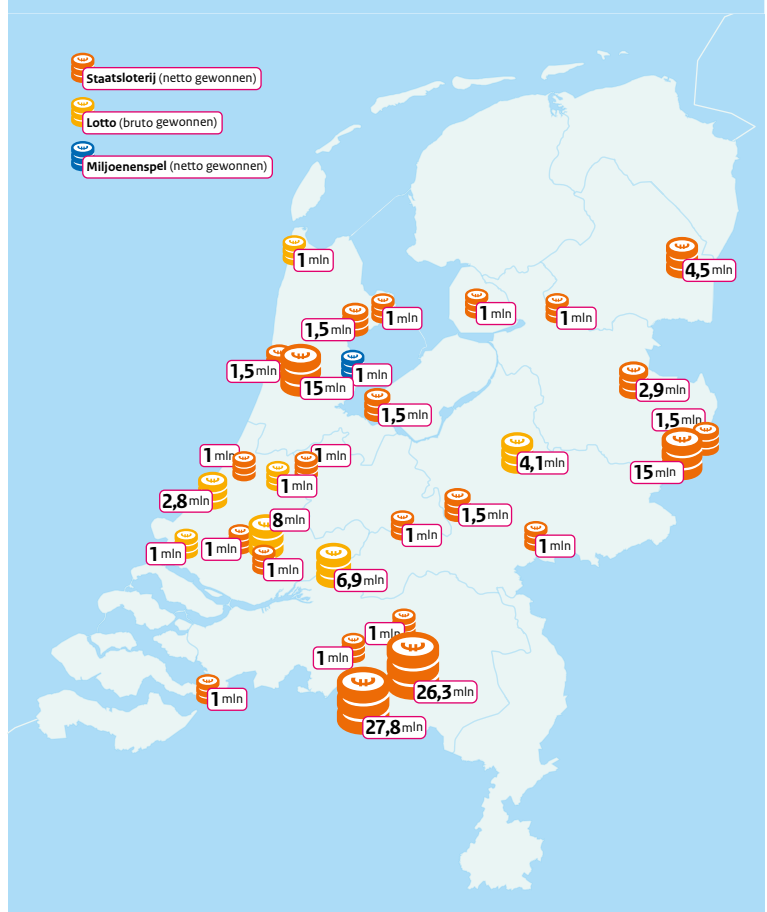 Staatsloterij (netto gewonnen)
Lotto (bruto gewonnen)
Miljoenenspel (netto gewonnen)
1 mln
4,5 mln
1 mln
1 mln
1 mln
1,5 mln
1,5 mln
15 mln
1 mln
2,9 mln
1,5 mln
1,5 mln
1 mln
1 mln
4,1 mln
15 mln
1 mln
2,8 mln
1,5 mln
8 mln
1 mln
1 mln
1 mln
1 mln
1 mln
6,9 mln
1 mln
1 mln
26,3 mln
1 mln
27,8 mln